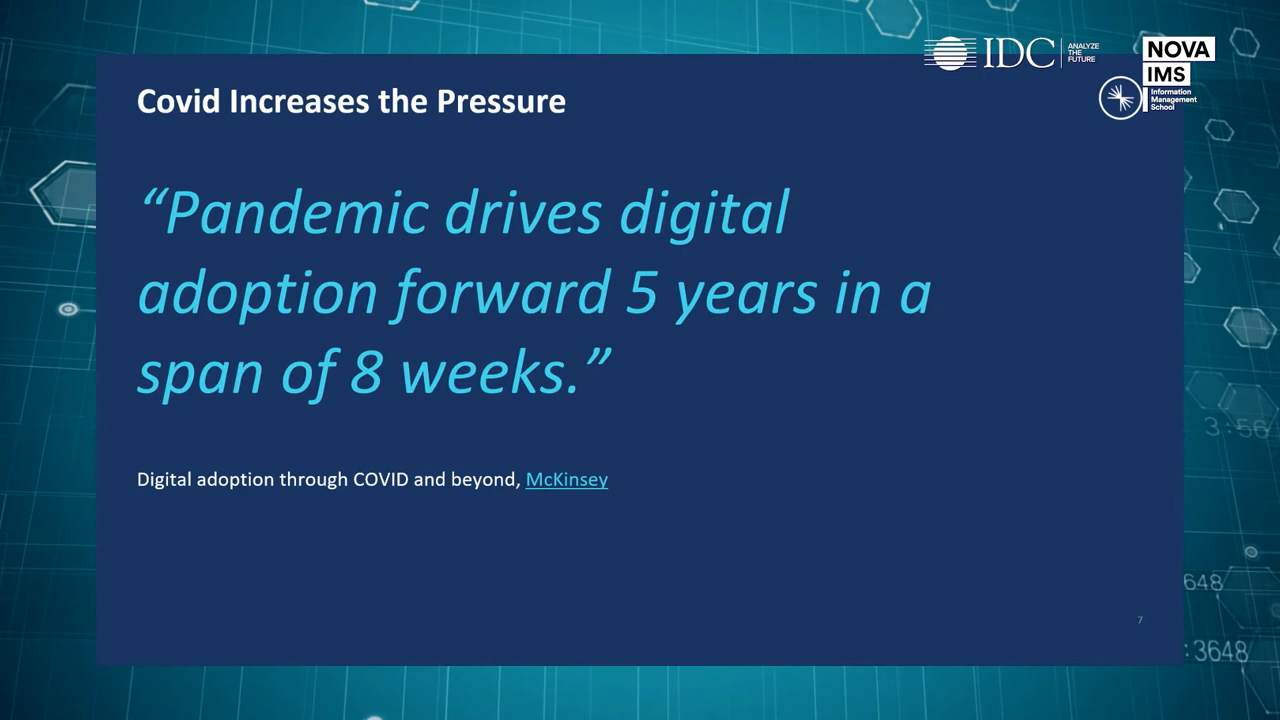 IDC
ANALYZE
THE
FUTURE
NOVA
IMS
Information
Management
School
Covid Increases the Pressure
“Pandemic drives digital
adoption forward 5 years in a
span of 8 weeks.”
3:56
Digital adoption through COVID and beyond, McKinsey
648
7
:3648